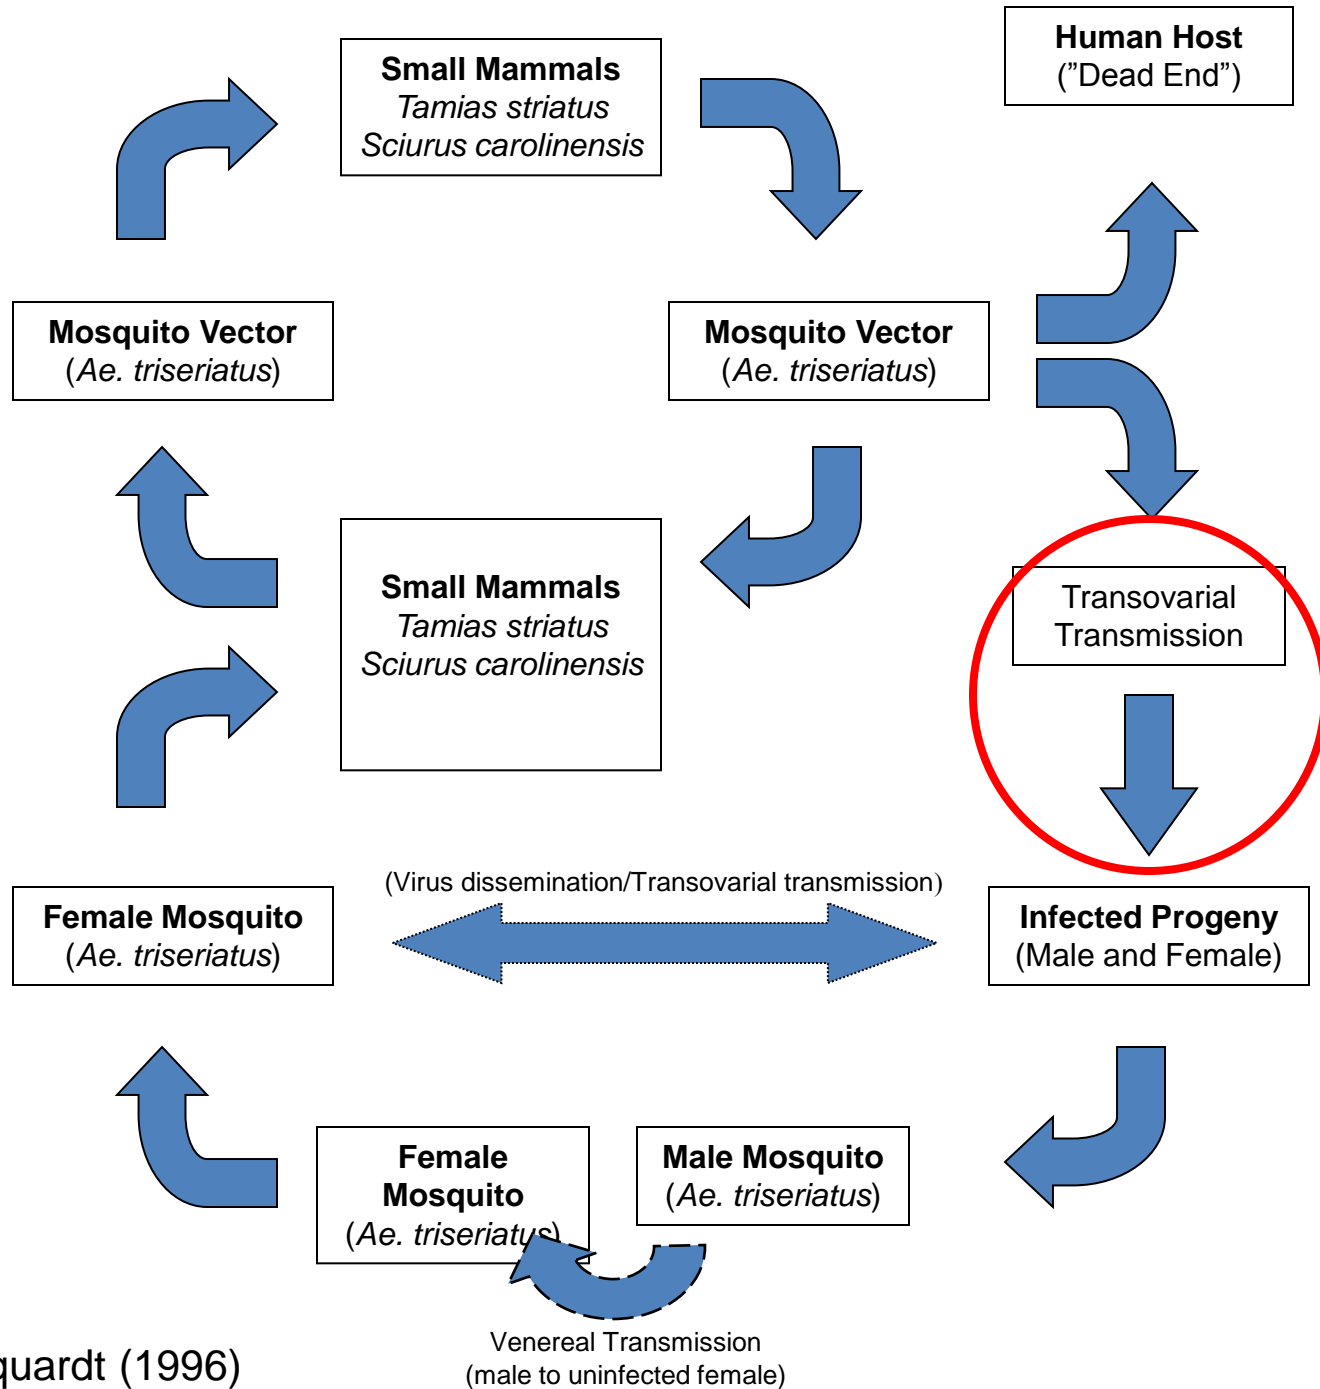 Small Mammals
Tamias striatus
Sciurus carolinensis
Human Host
(”Dead End”)
Mosquito Vector
(Ae. triseriatus)
Mosquito Vector
(Ae. triseriatus)
Small Mammals
Tamias striatus
Sciurus carolinensis
Transovarial
Transmission
(Virus dissemination/Transovarial transmission)
Female Mosquito
(Ae. triseriatus)
Infected Progeny
(Male and Female)
Female
Mosquito
(Ae. triseriatus)
Male Mosquito
(Ae. triseriatus)
Venereal Transmission
(male to uninfected female)
(1996)